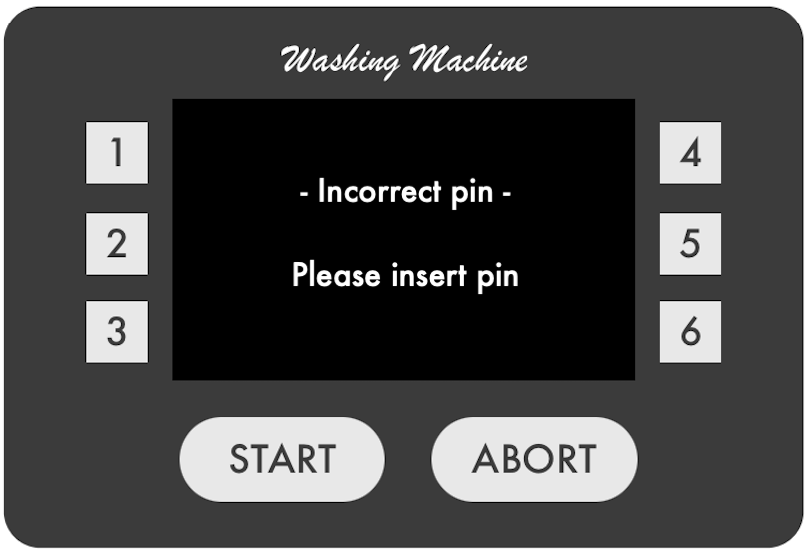 Washing Machine
1
2
3
- Incorrect pin -
Please insert pin
4
5
6
START
ABORT